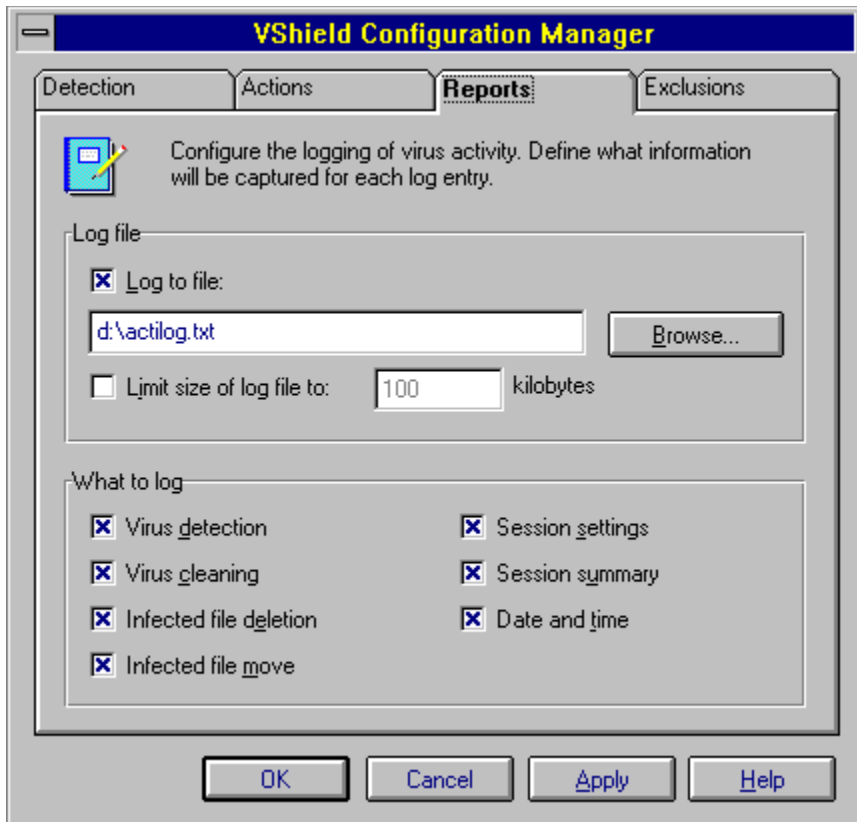 VShield Configuration Manager
Detection Actions Reports Exclusions
Configure the logging of virus activity. Define what information
will be captured for each log entry.
Log file
Log to file:
d:\actilog.txt Browse...
Limit size of log file to: 100 kilobytes
What to log
Virus detection Session settings
Virus cleaning Session summary
Infected file deletion Date and time
Infected file move
OK Cancel Apply Help